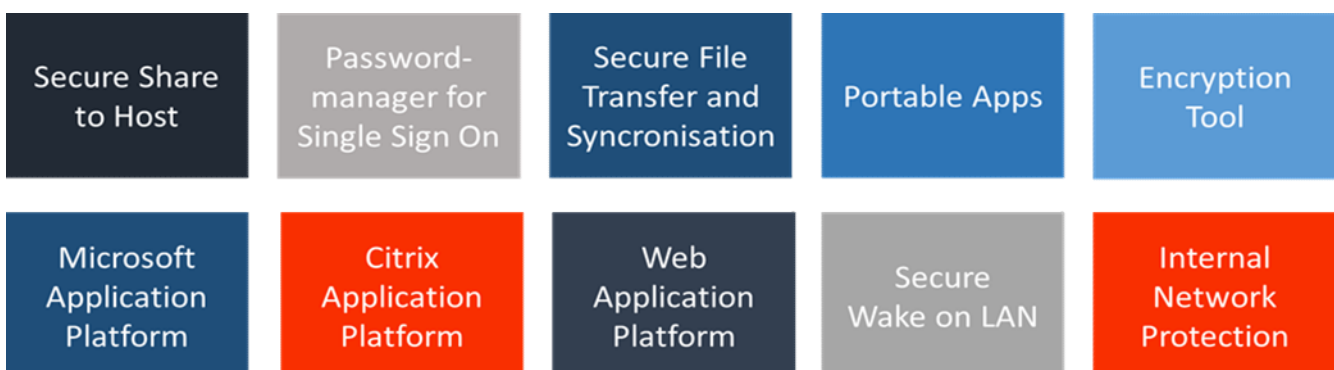 Secure Share
to Host
Password-
manager for
Single Sign On
Secure File
Transfer and
Syncronisation
Portable Apps
Encryption
Tool
Microsoft
Application
Platform
Citrix
Application
Platform
Web
Application
Platform
Secure
Wake on LAN
Internal
Network
Protection